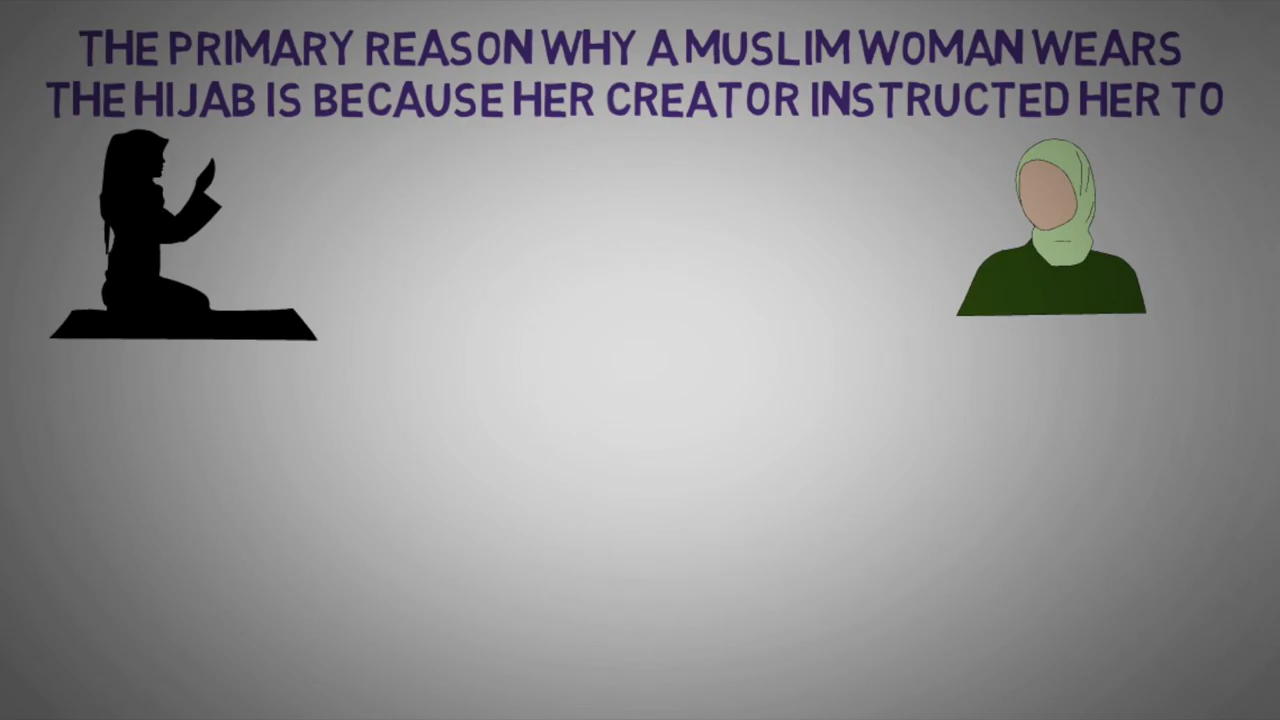 THE PRIMARY REASON WHY A MUSLIM WOMAN WEARS
THE HIJAB IS BECAUSE HER CREATOR INSTRUCTED HER TO